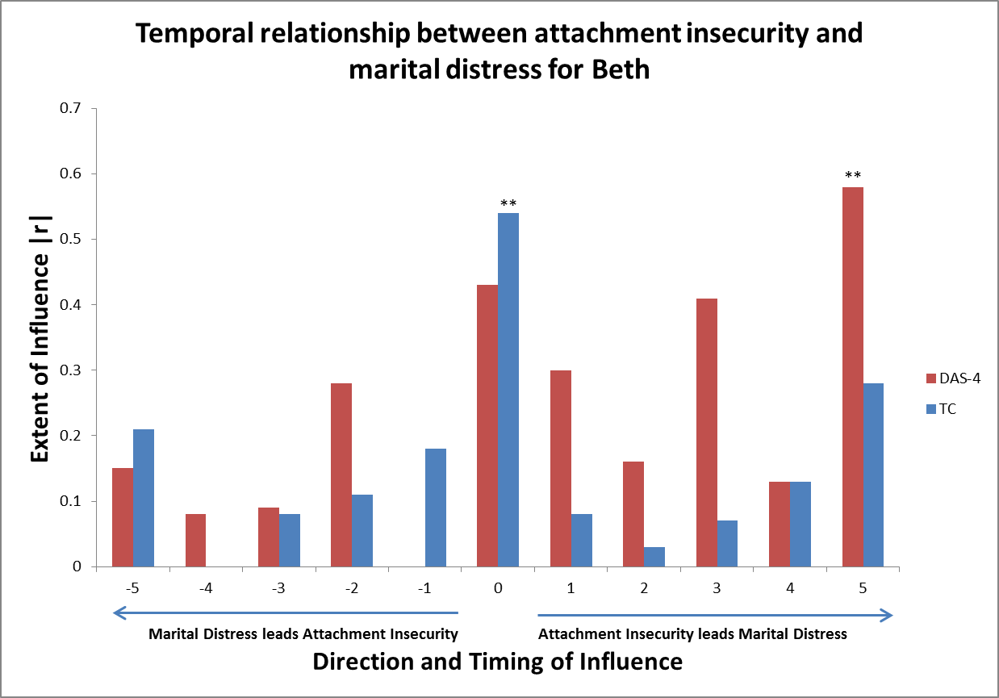 Temporal relationship between attachment insecurity and
marital distress for Beth
Extent of Influence |r|
0.7
0.6
0.5
0.4
0.3
0.2
0.1
0
**
**
DAS-4
TC
-5 -4 -3 -2 -1 0 1 2 3 4 5
Marital Distress leads Attachment Insecurity
Attachment Insecurity leads Marital Distress
Direction and Timing of Influence